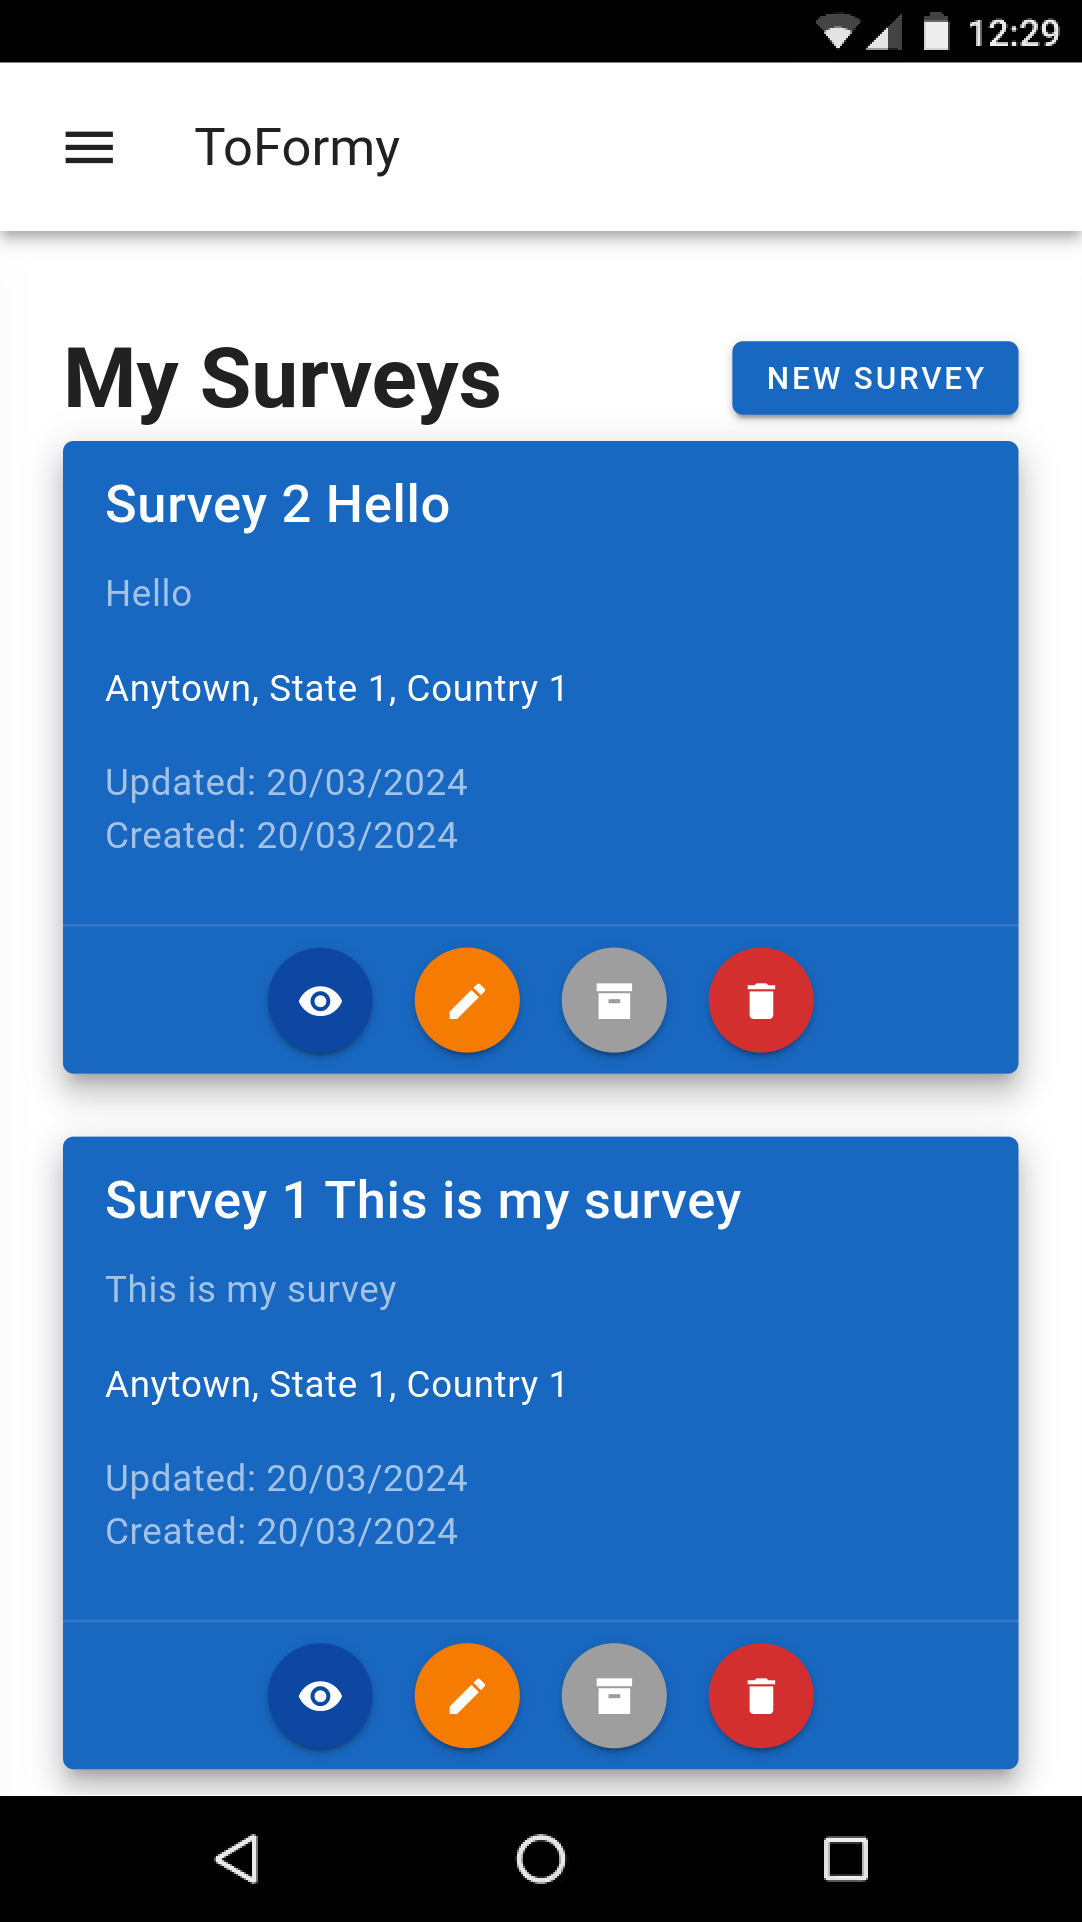 12:29
ToFormy
My Surveys
NEW SURVEY
Survey 2 Hello
Hello
Anytown, State 1, Country 1
Updated: 20/03/2024
Created: 20/03/2024
Survey 1 This is my survey
This is my survey
Anytown, State 1, Country 1
Updated: 20/03/2024
Created: 20/03/2024